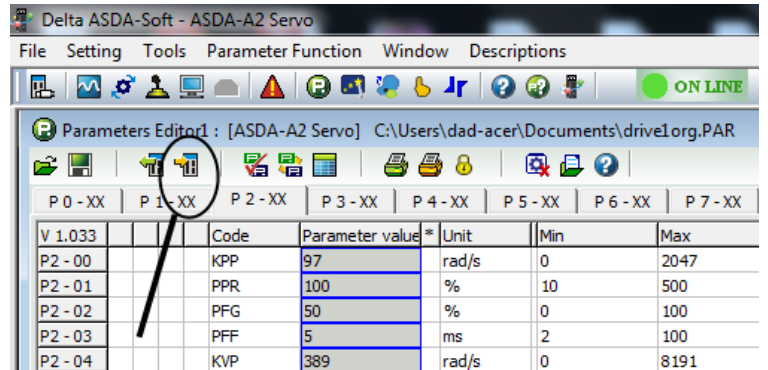 Delta ASDA-Soft - ASDA-A2 Servo
File Setting Tools Parameter Function Window Descriptions
ON LINE
Parameters Editor1 : [ASDA-A2 Servo] C:\Users\dad-acer\Documents\drive1org.PAR
P 0 - XX P 1 - XX P 2 - XX P 3 - XX P 4 - XX P 5 - XX P 6 - XX P 7 - XX
V 1.033 Code Parameter value * Unit Min Max
P2 - 00 KPP 97 rad/s 0 2047
P2 - 01 PPR 100 % 10 500
P2 - 02 PFG 50 % 0 100
P2 - 03 PFF 5 ms 2 100
P2 - 04 KVP 389 rad/s 0 8191